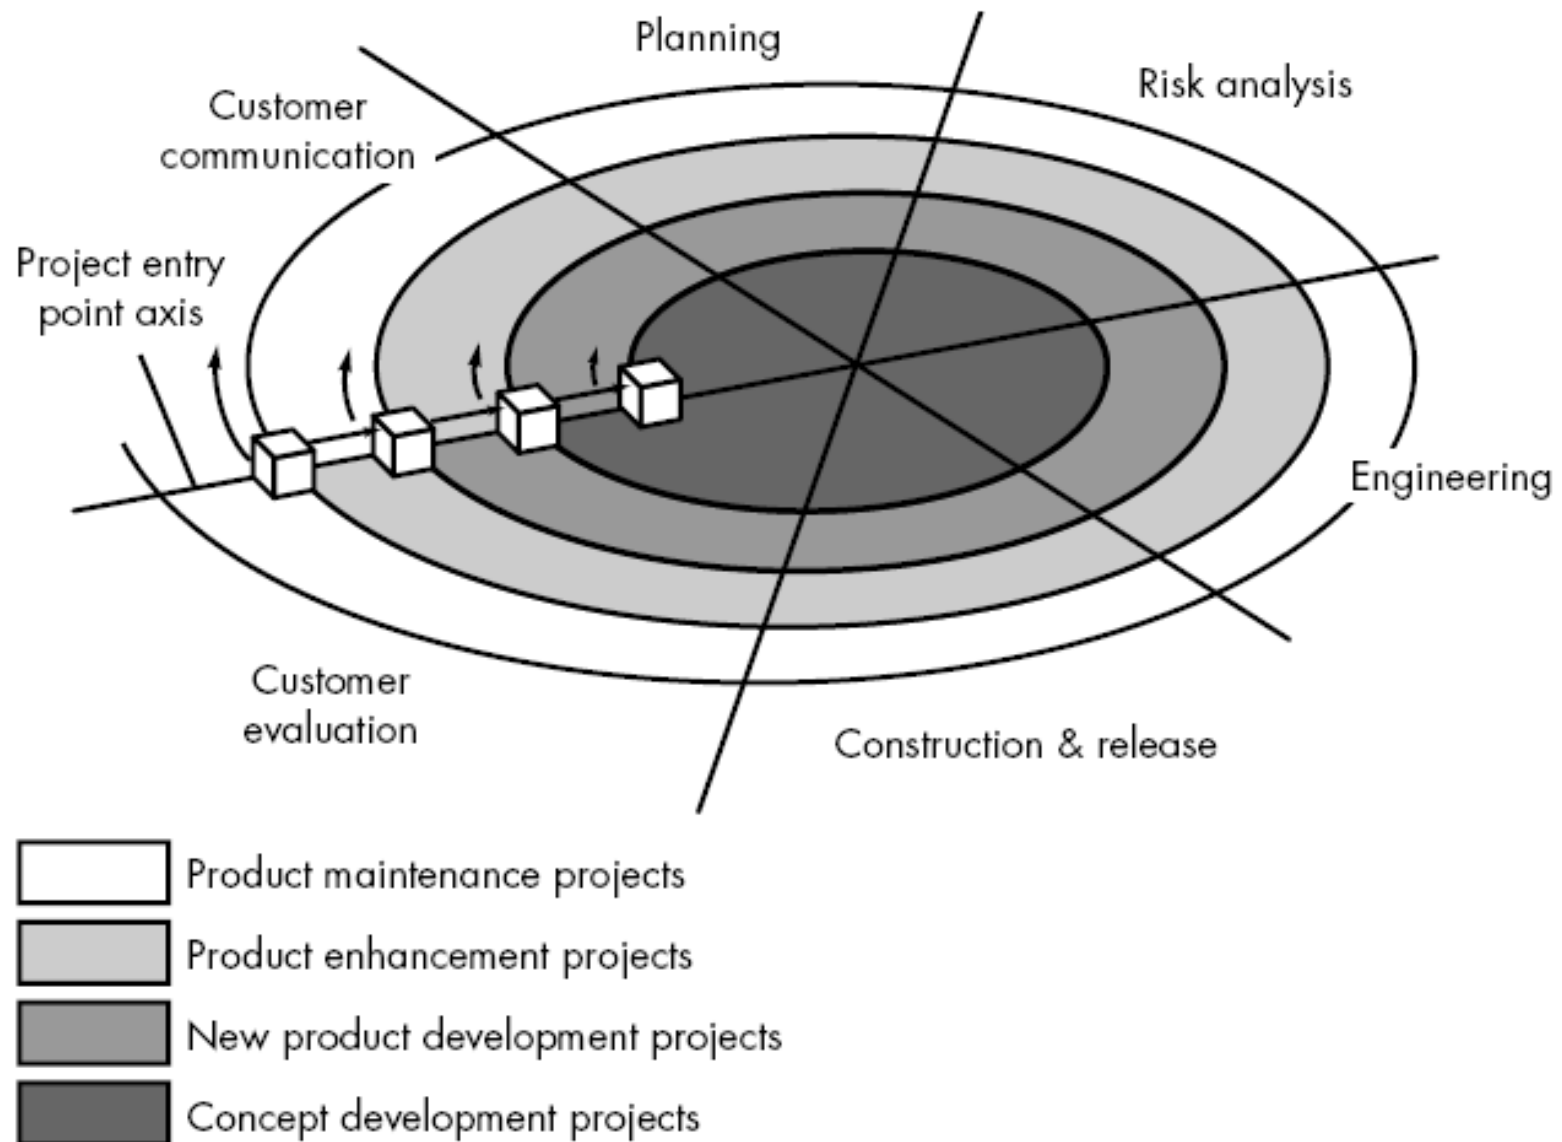 Planning
Risk analysis
Customer
communication
Project entry
point axis
Engineering
Customer
evaluation
Construction & release
Product maintenance projects
Product enhancement projects
New product development projects
Concept development projects